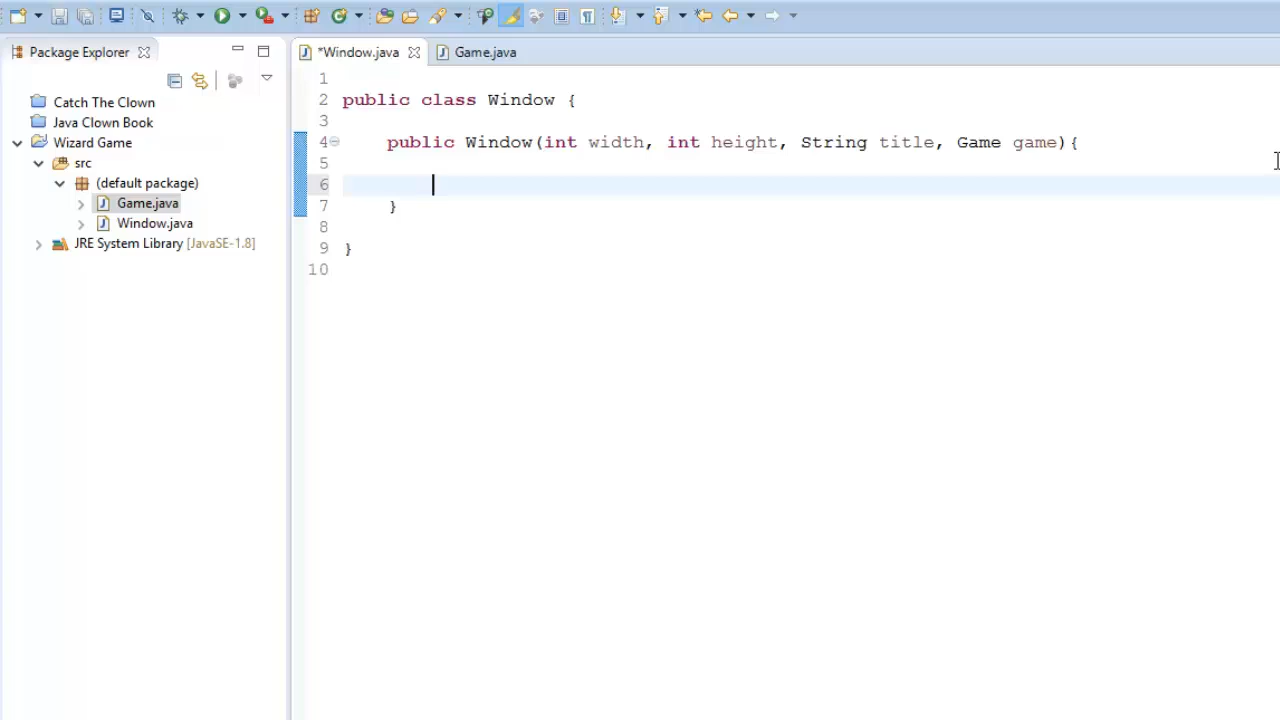 Package Explorer
*Window.java
Game.java
Catch The Clown
Java Clown Book
Wizard Game
src
(default package)
Game.java
Window.java
JRE System Library [JavaSE-1.8]
1
2 public class Window {
3
4 public Window(int width, int height, String title, Game game){
5
6
7 }
8
9 }
10